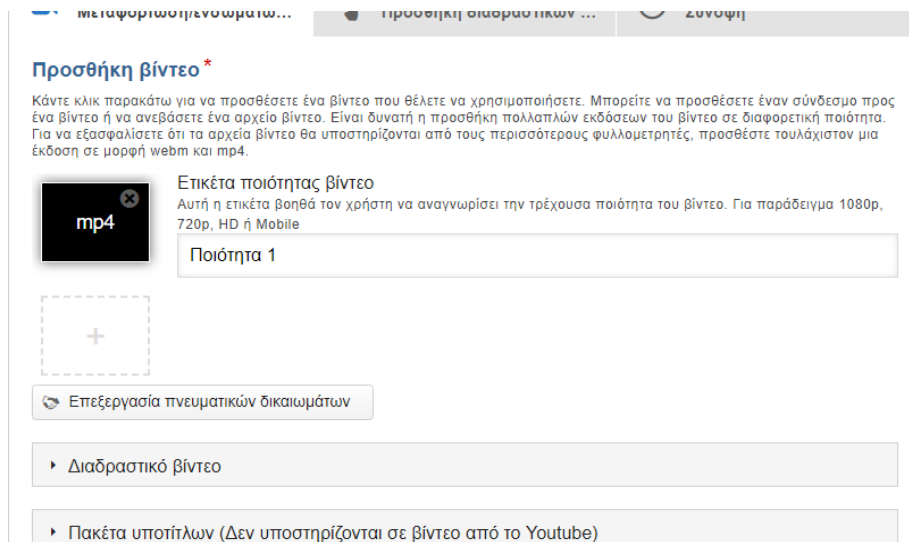 Μεταφόρτωση/ενσωμάτω... Προσθήκη διαδραστικών ... Σύνοψη
Προσθήκη βίντεο*
Κάντε κλικ παρακάτω για να προσθέσετε ένα βίντεο που θέλετε να χρησιμοποιήσετε. Μπορείτε να προσθέσετε έναν σύνδεσμο προς
ένα βίντεο ή να ανεβάσετε ένα αρχείο βίντεο. Είναι δυνατή η προσθήκη πολλαπλών εκδόσεων του βίντεο σε διαφορετική ποιότητα.
Για να εξασφαλίσετε ότι τα αρχεία βίντεο θα υποστηρίζονται από τους περισσότερους φυλλομετρητές, προσθέστε τουλάχιστον μια
έκδοση σε μορφή webm και mp4.
mp4
Ετικέτα ποιότητας βίντεο
Αυτή η ετικέτα βοηθά τον χρήστη να αναγνωρίσει την τρέχουσα ποιότητα του βίντεο. Για παράδειγμα 1080p,
720p, HD ή Mobile
Ποιότητα 1
Επεξεργασία πνευματικών δικαιωμάτων
Διαδραστικό βίντεο
Πακέτα υποτίτλων (Δεν υποστηρίζονται σε βίντεο από το Youtube)